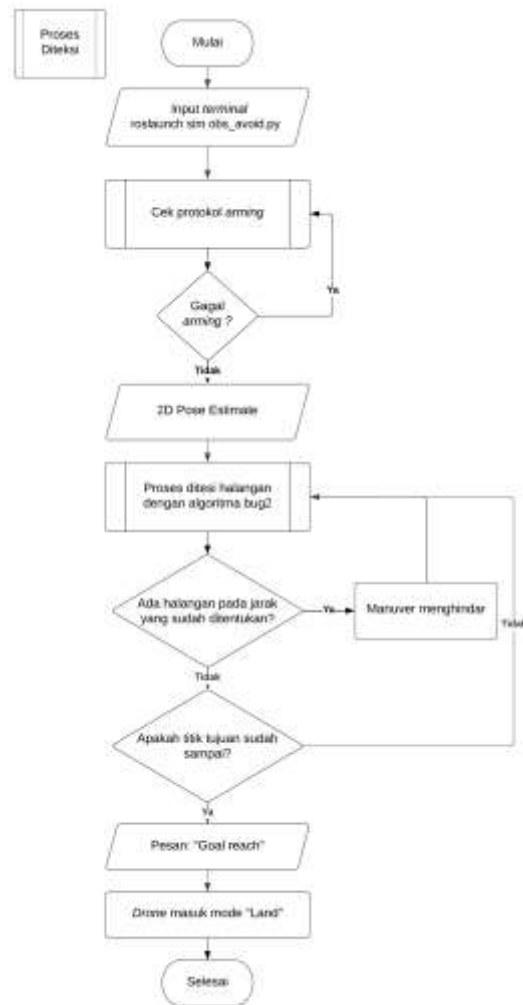 Proses
Diteksi
Mulai
Input terminal
roslaunch sim obs_avoid.py
Cek protokol arming
Ya
Gagal
arming ?
Tidak
2D Pose Estimate
Proses ditesi halangan
dengan algoritma bug2
Ada halangan pada jarak
yang sudah ditentukan?
Ya
Manuver menghindar
Tidak
Tidak
Apakah titik tujuan sudah
sampai?
Ya
Pesan: "Goal reach"
Drone masuk mode "Land"
Selesai